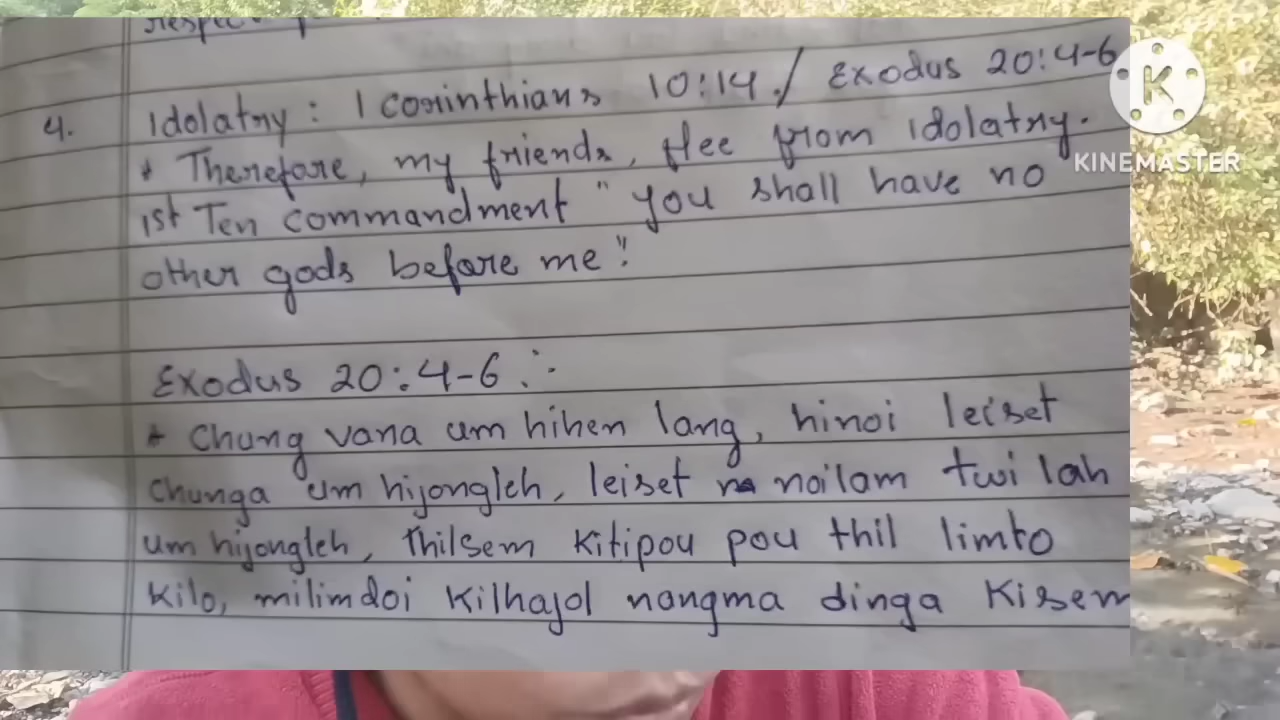 4. Idolatry : 1 Corinthians 10:14. / Exodus 20:4-6
* Therefore, my friends, flee from idolatry.
1st Ten commandment "you shall have no
other gods before me".
Exodus 20:4-6 :-
* Chung vana um hihen lang, hinoi leiset
chunga um hijongleh, leiset noilam twi lah
um hijongleh, thilsem kitipou pou thil limto
kilo, milimdoi kilhajol nangma dinga kisem
KINEMASTER